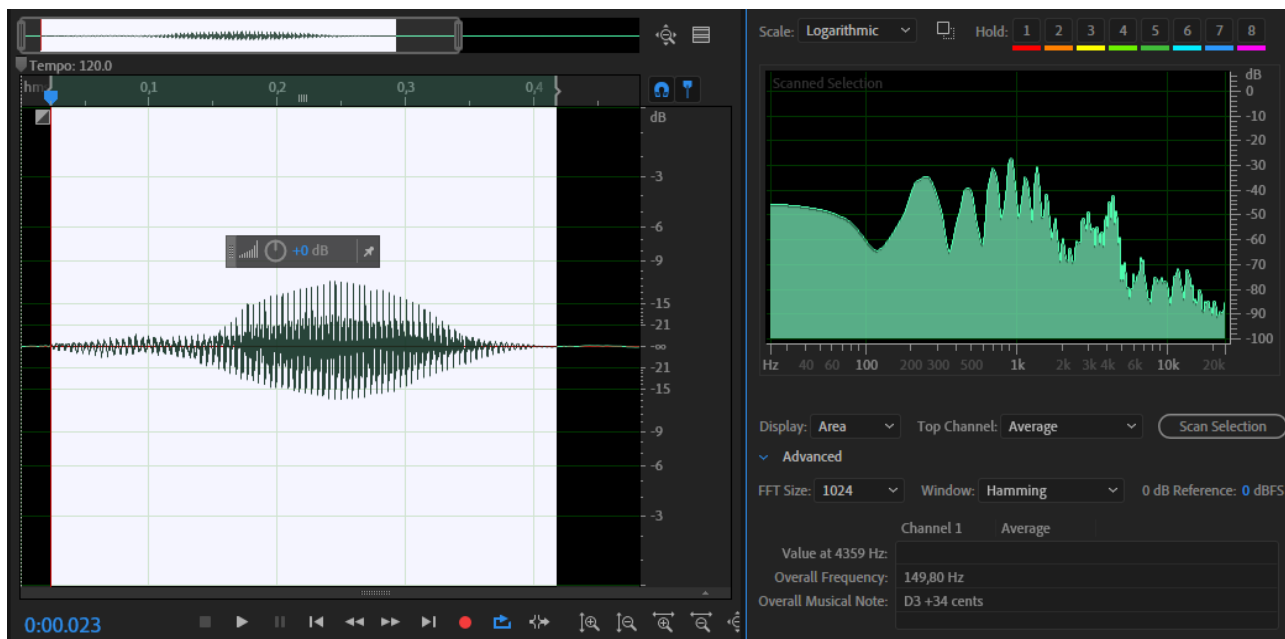 Tempo: 120.0
hm
0,1 0,2 0,3 0,4
+0 dB
dB
-3
-6
-9
-15
-21
-∞
-21
-15
-9
-6
-3
0:00.023
Scale: Logarithmic Hold: 1 2 3 4 5 6 7 8
Scanned Selection
dB
0
-10
-20
-30
-40
-50
-60
-70
-80
-90
-100
Hz 40 60 100 200 300 500 1k 2k 3k 4k 6k 10k 20k
Display: Area Top Channel: Average Scan Selection
Advanced
FFT Size: 1024 Window: Hamming 0 dB Reference: 0 dBFS
Channel 1 Average
Value at 4359 Hz:
Overall Frequency: 149,80 Hz
Overall Musical Note: D3 +34 cents